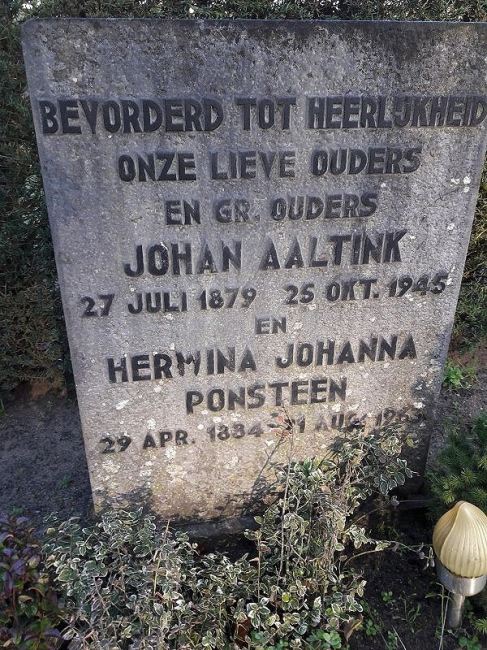 BEVORDERD TOT HEERLIJKHEID
ONZE LIEVE OUDERS
EN GR. OUDERS
JOHAN AALTINK
27 JULI 1879 25 OKT. 1945
EN
HERWINA JOHANNA
PONSTEEN
29 APR. 1884 - AUG.